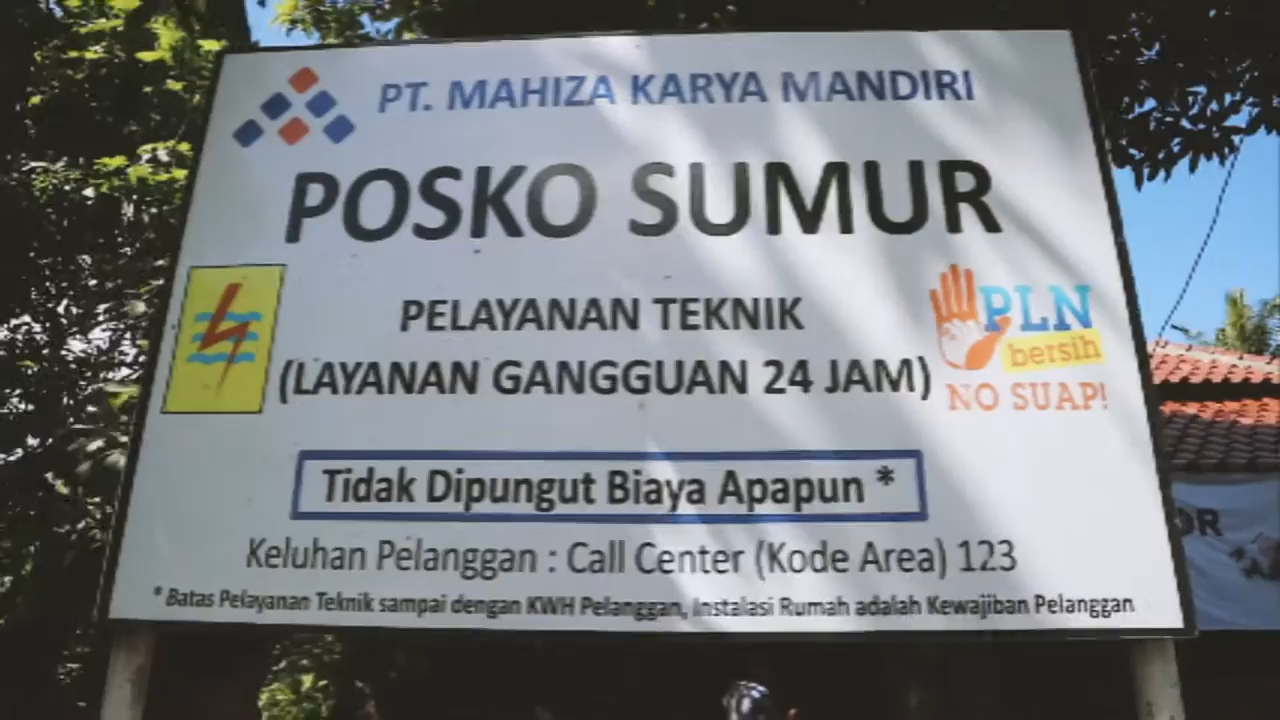 PT. MAHIZA KARYA MANDIRI
POSKO SUMUR
PELAYANAN TEKNIK
(LAYANAN GANGGUAN 24 JAM)
PLN
bersih
NO SUAP!
Tidak Dipungut Biaya Apapun *
Keluhan Pelanggan : Call Center (Kode Area) 123
* Batas Pelayanan Teknik sampai dengan KWH Pelanggan, Instalasi Rumah adalah Kewajiban Pelanggan